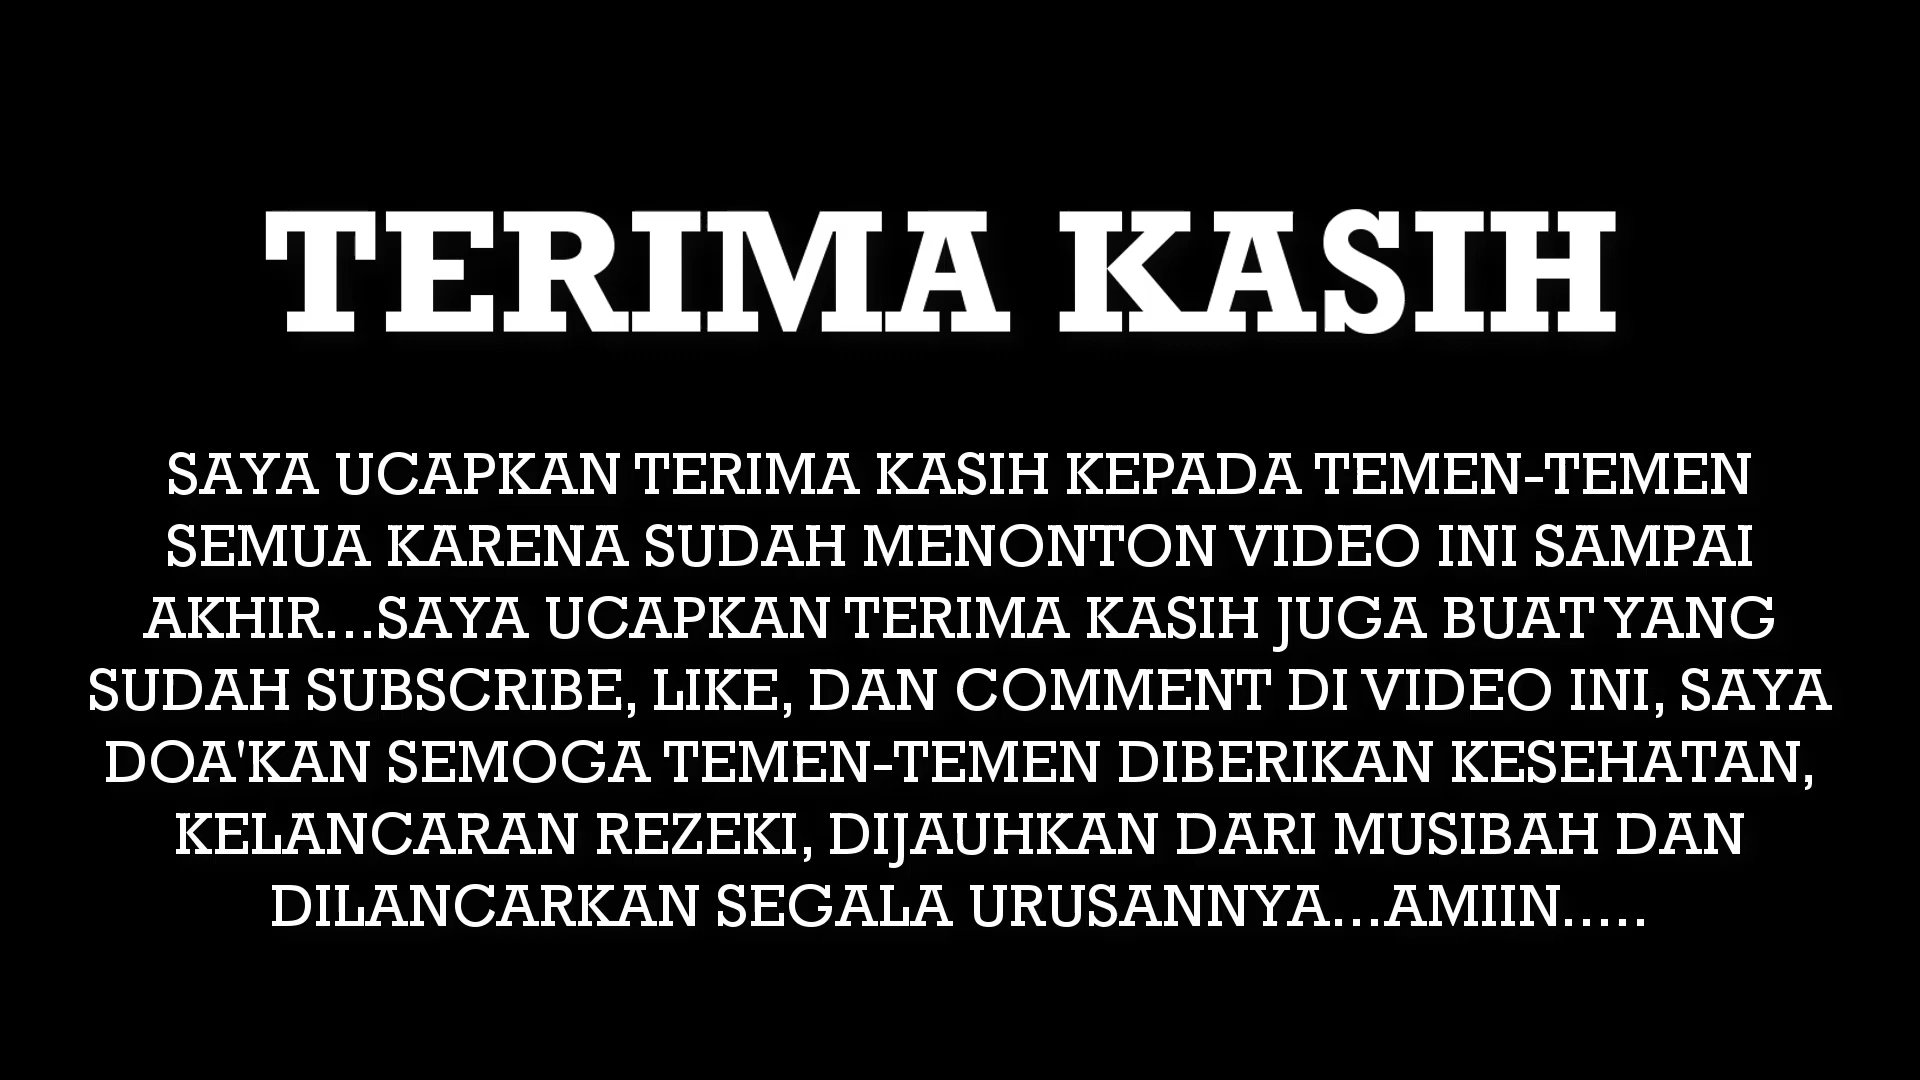 TERIMA KASIH
SAYA UCAPKAN TERIMA KASIH KEPADA TEMEN-TEMEN
SEMUA KARENA SUDAH MENONTON VIDEO INI SAMPAI
AKHIR...SAYA UCAPKAN TERIMA KASIH JUGA BUAT YANG
SUDAH SUBSCRIBE, LIKE, DAN COMMENT DI VIDEO INI, SAYA
DOA'KAN SEMOGA TEMEN-TEMEN DIBERIKAN KESEHATAN,
KELANCARAN REZEKI, DIJAUHKAN DARI MUSIBAH DAN
DILANCARKAN SEGALA URUSANNYA...AMIIN.....